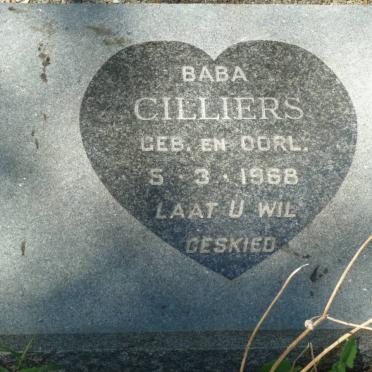 BABA
CILLIERS
GEB. EN OORL.
5 · 3 · 1968
LAAT U WIL
GESKIED